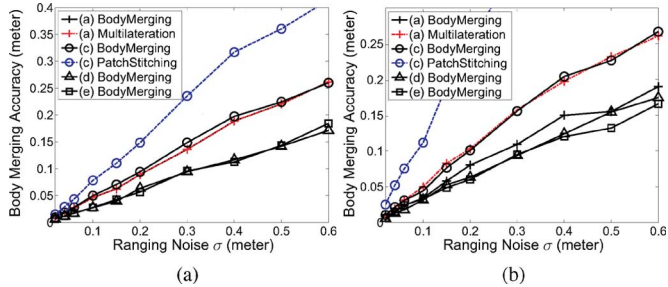 (a) BodyMerging
(a) Multilateration
(c) BodyMerging
(c) PatchStitching
(d) BodyMerging
(e) BodyMerging
Body Merging Accuracy (meter)
0.4
0.35
0.3
0.25
0.2
0.15
0.1
0.05
0.1
0.2
0.3
0.4
0.5
0.6
Ranging Noise σ (meter)
(a)
(a) BodyMerging
(a) Multilateration
(c) BodyMerging
(c) PatchStitching
(d) BodyMerging
(e) BodyMerging
Body Merging Accuracy (meter)
0.25
0.2
0.15
0.1
0.05
0
0
0.1
0.2
0.3
0.4
0.5
0.6
Ranging Noise σ (meter)
(b)